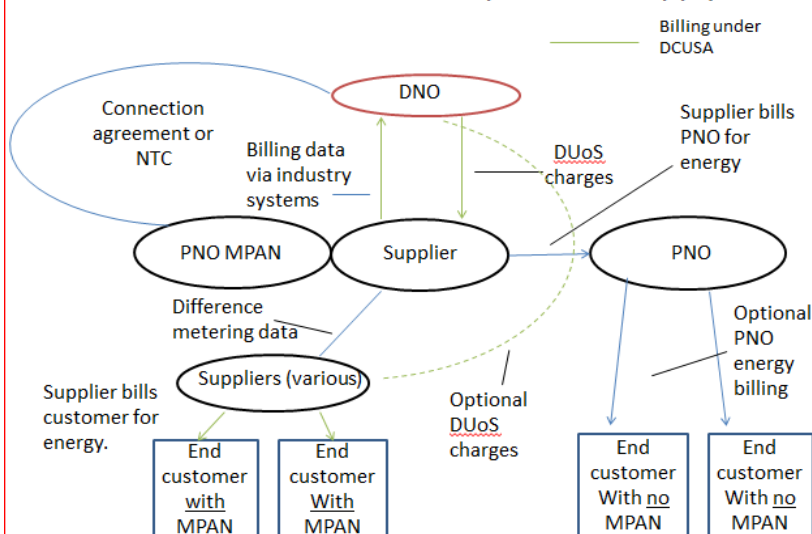 Billing under
DCUSA
DNO
Connection
agreement or
NTC
Supplier bills
PNO for
energy
Billing data
via industry
systems
DUoS
charges
PNO MPAN
Supplier
PNO
Difference
metering data
Optional
PNO
energy
billing
Suppliers (various)
Supplier bills
customer for
energy.
Optional
DUoS
charges
End
customer
with
MPAN
End
customer
With
MPAN
End
customer
With no
MPAN
End
customer
With no
MPAN